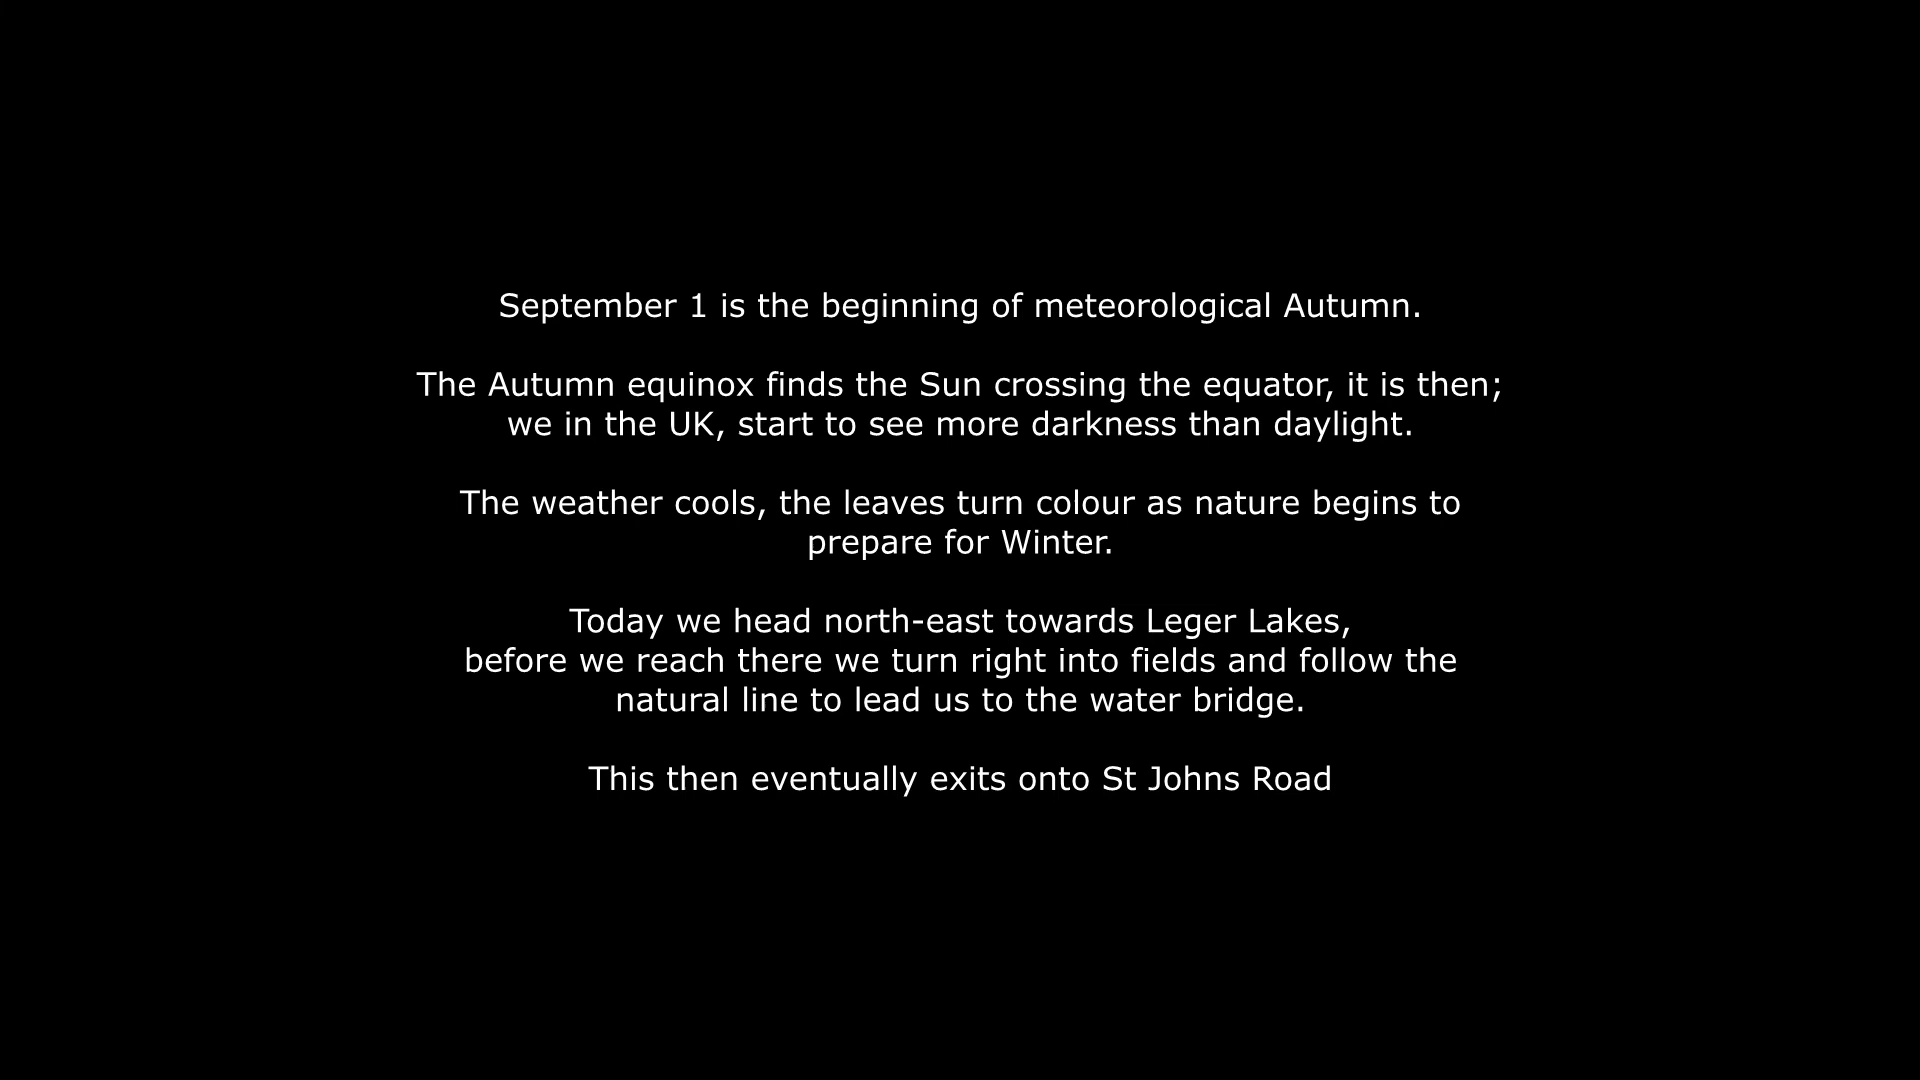 September 1 is the beginning of meteorological Autumn.
The Autumn equinox finds the Sun crossing the equator, it is then;
we in the UK, start to see more darkness than daylight.
The weather cools, the leaves turn colour as nature begins to
prepare for Winter.
Today we head north-east towards Leger Lakes,
before we reach there we turn right into fields and follow the
natural line to lead us to the water bridge.
This then eventually exits onto St Johns Road